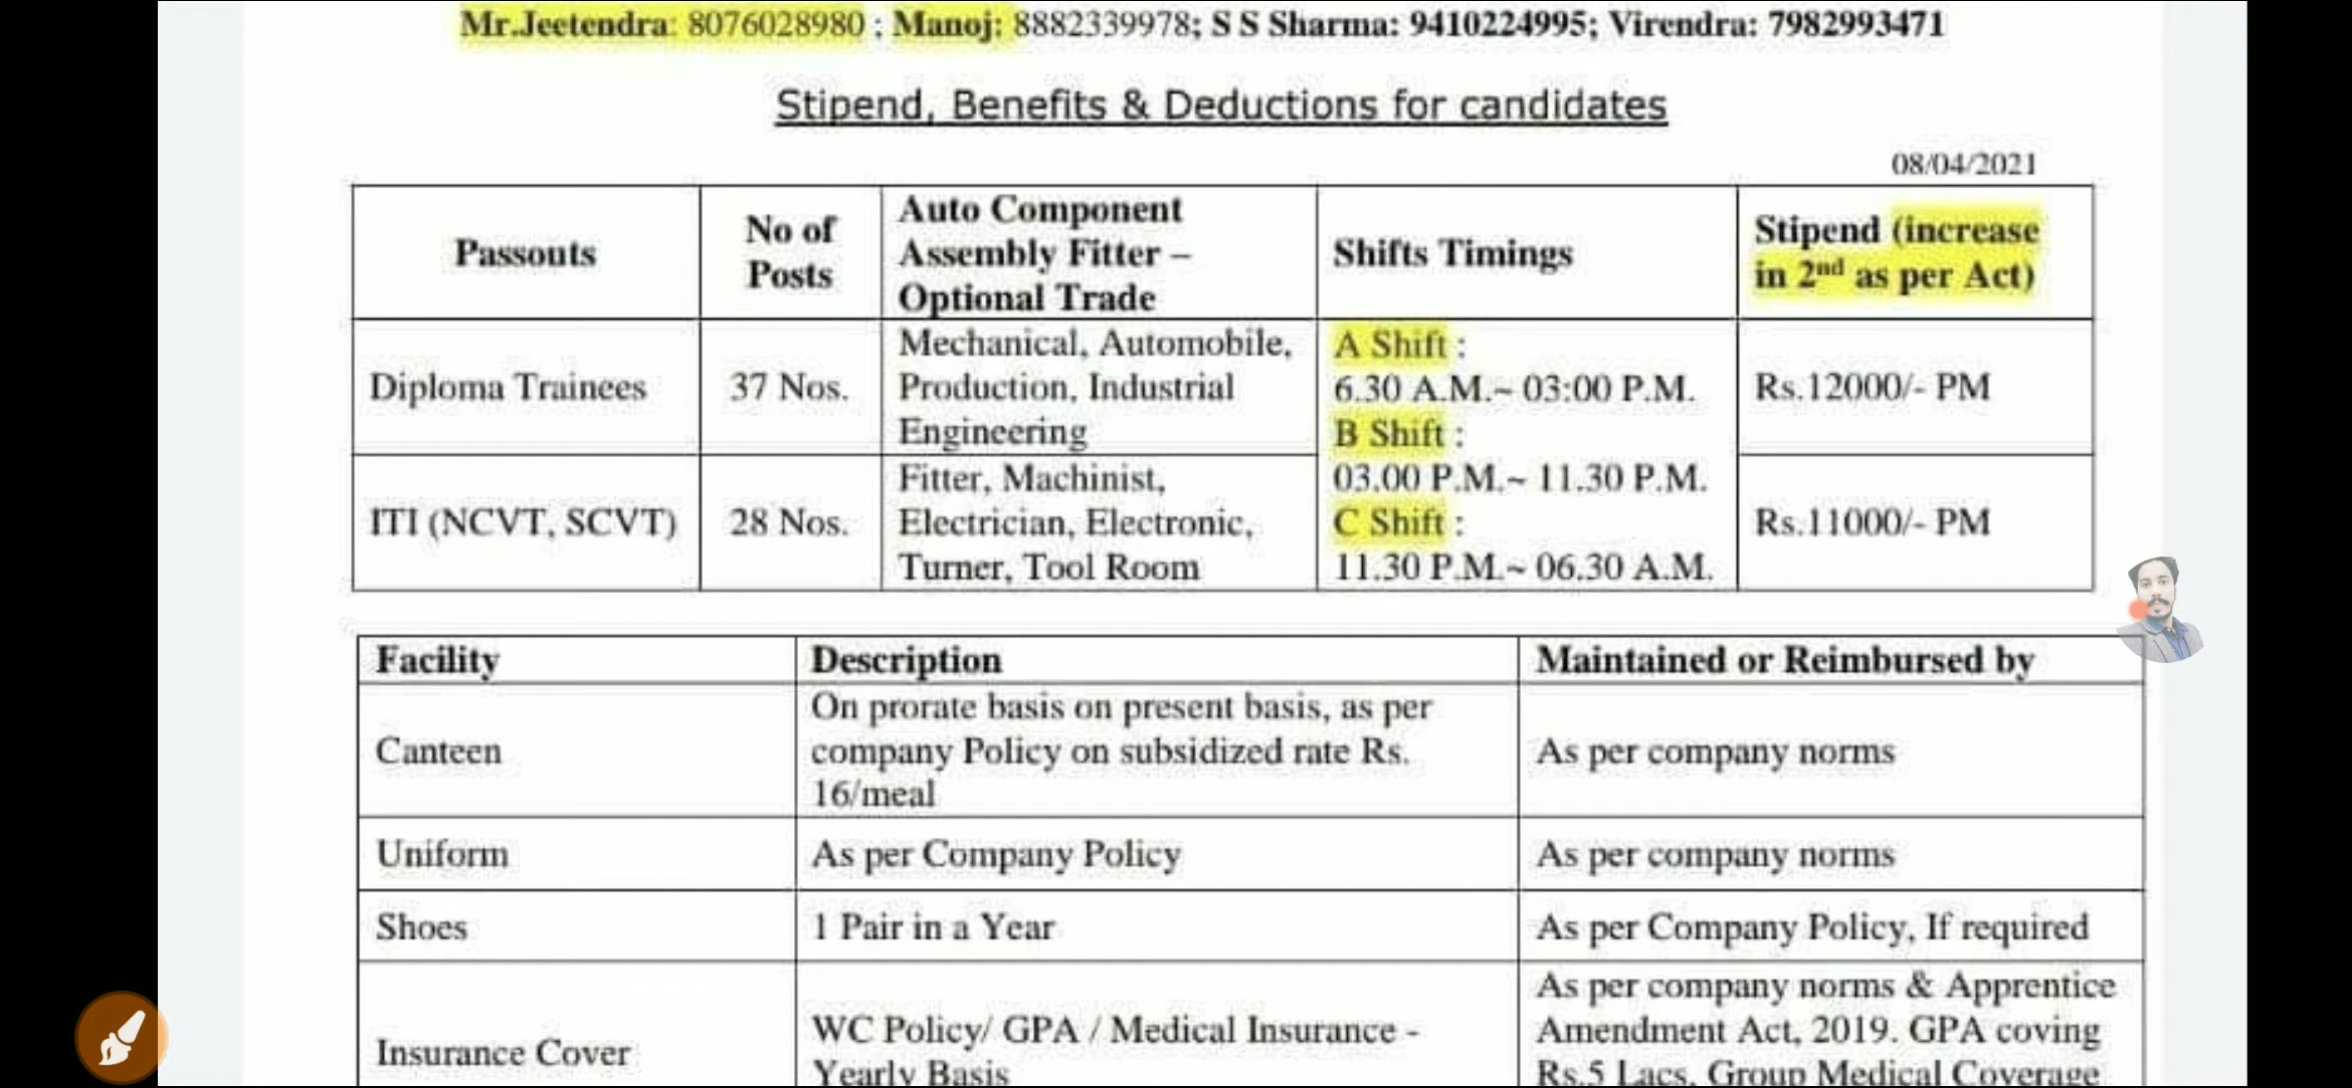 Mr.Jeetendra: 8076028980 ; Manoj: 8882339978; S S Sharma: 9410224995; Virendra: 7982993471
Stipend, Benefits & Deductions for candidates
08/04/2021
Passouts
No of
Posts
Auto Component
Assembly Fitter –
Optional Trade
Shifts Timings
Stipend (increase
in 2nd as per Act)
Diploma Trainees
37 Nos.
Mechanical, Automobile,
Production, Industrial
Engineering
A Shift :
6.30 A.M.~ 03:00 P.M.
B Shift :
03.00 P.M.~ 11.30 P.M.
C Shift :
11.30 P.M.~ 06.30 A.M.
Rs.12000/- PM
ITI (NCVT, SCVT)
28 Nos.
Fitter, Machinist,
Electrician, Electronic,
Turner, Tool Room
Rs.11000/- PM
Facility
Description
Maintained or Reimbursed by
Canteen
On prorate basis on present basis, as per
company Policy on subsidized rate Rs.
16/meal
As per company norms
Uniform
As per Company Policy
As per company norms
Shoes
1 Pair in a Year
As per Company Policy, If required
Insurance Cover
WC Policy/ GPA / Medical Insurance -
Yearly Basis
As per company norms & Apprentice
Amendment Act, 2019. GPA coving
Rs.5 Lacs, Group Medical Coverage